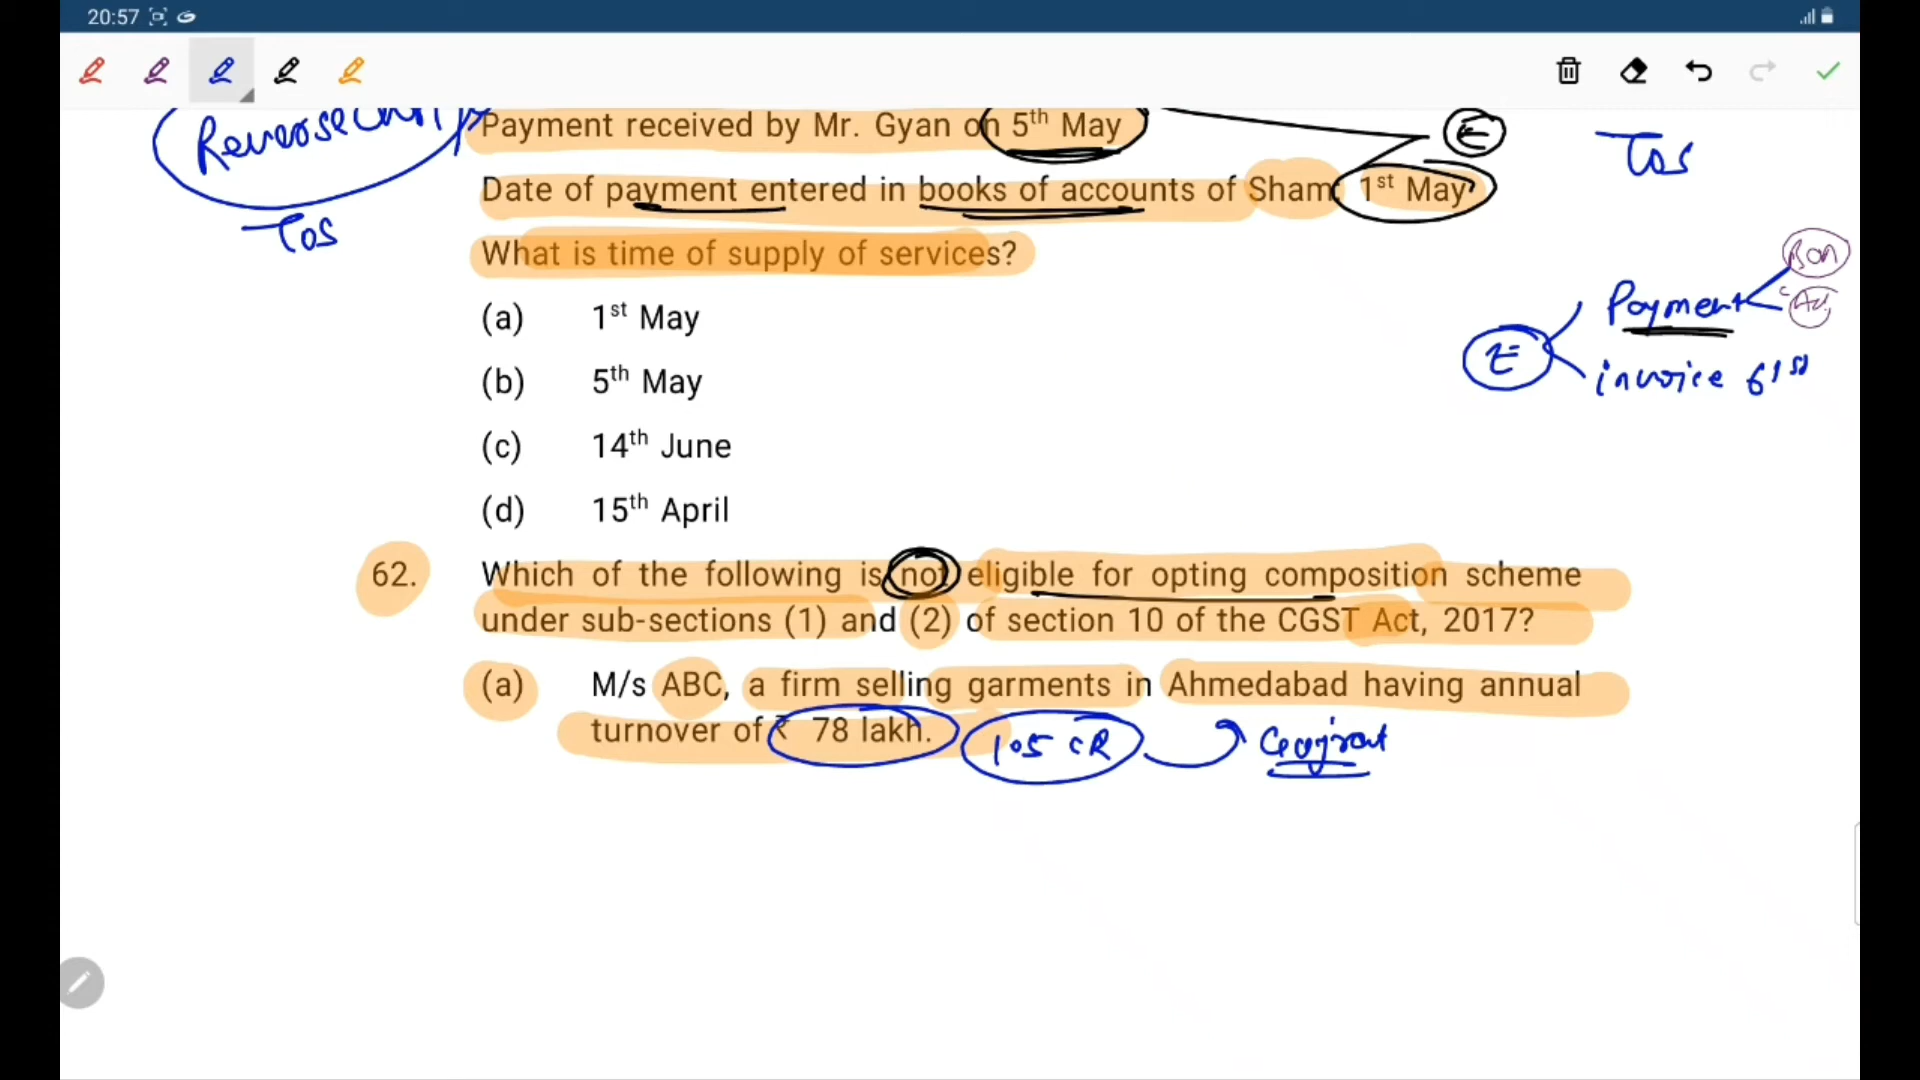 20:57
Payment received by Mr. Gyan on 5th May
Reverse
Tos
Date of payment entered in books of accounts of Sham: 1st May
Tos
What is time of supply of services?
(a) 1st May
Payment
(b) 5th May
E
invoice 61st
(c) 14th June
(d) 15th April
62. Which of the following is not eligible for opting composition scheme
under sub-sections (1) and (2) of section 10 of the CGST Act, 2017?
(a) M/s ABC, a firm selling garments in Ahmedabad having annual
turnover of ₹ 78 lakh. 1.5 CR